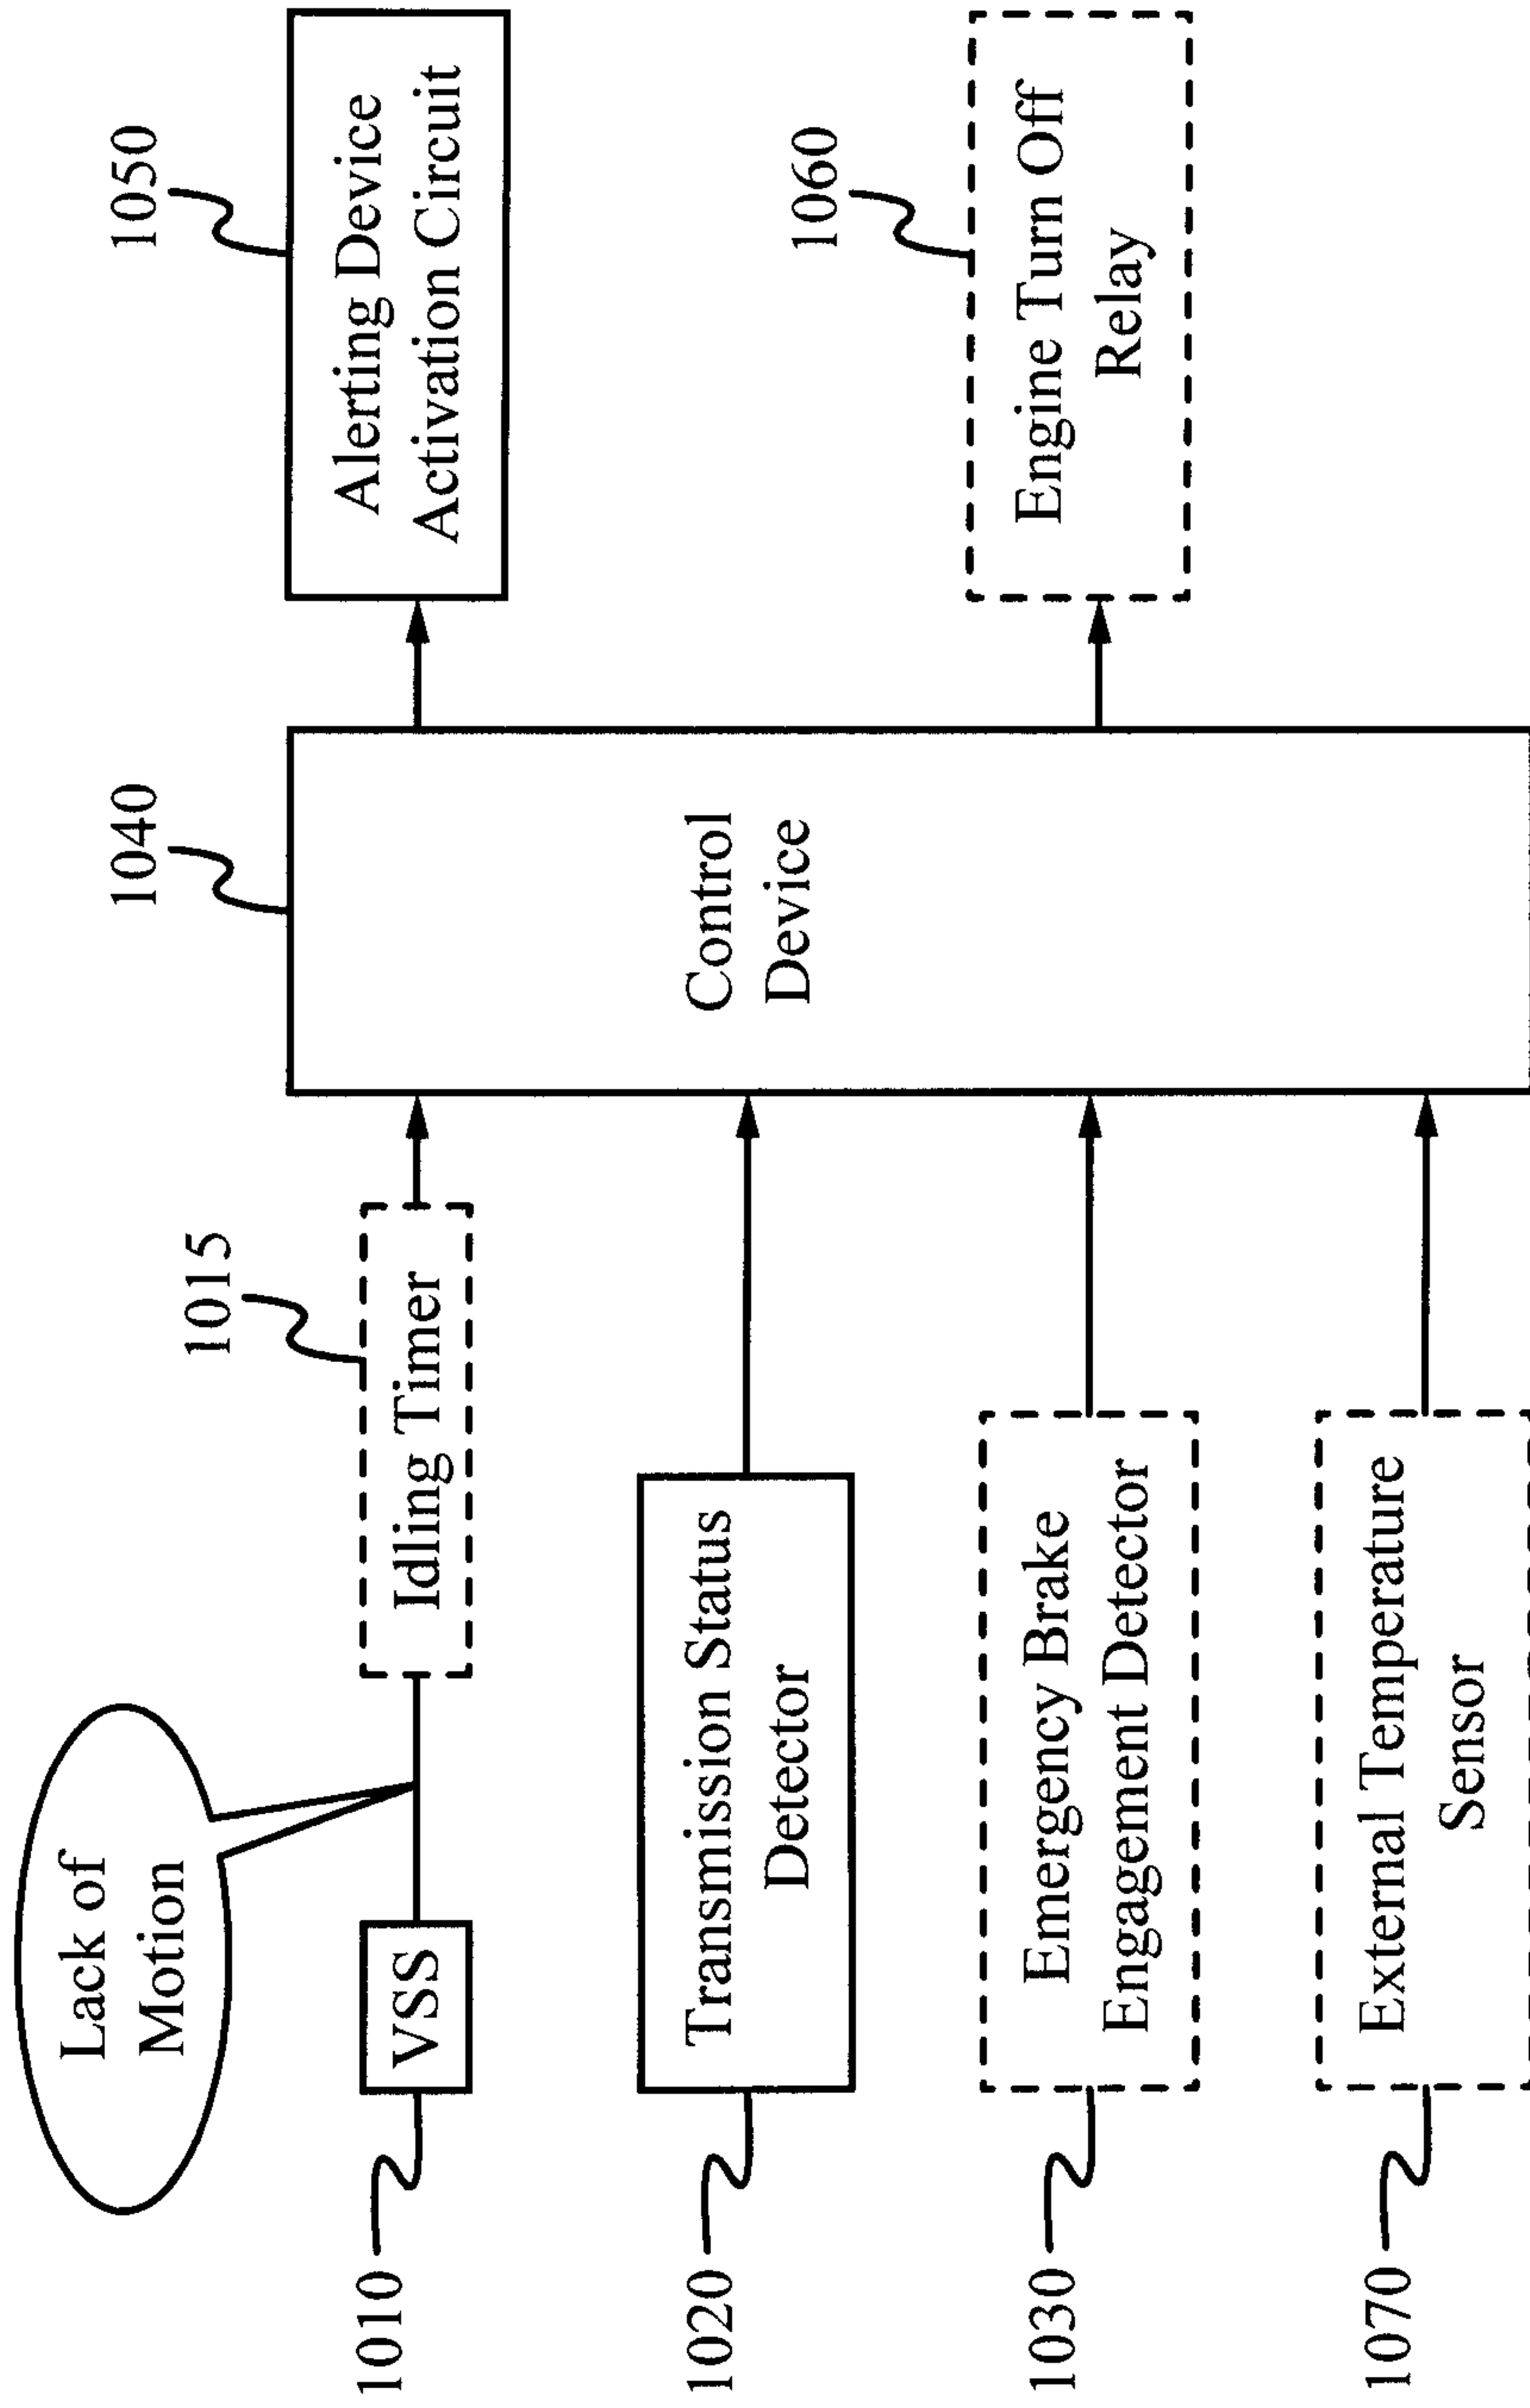 Lack of
Motion
1010
VSS
1015
Idling Timer
1040
Control
Device
1050
Alerting Device
Activation Circuit
1020
Transmission Status
Detector
1030
Emergency Brake
Engagement Detector
1060
Engine Turn Off
Relay
1070
External Temperature
Sensor